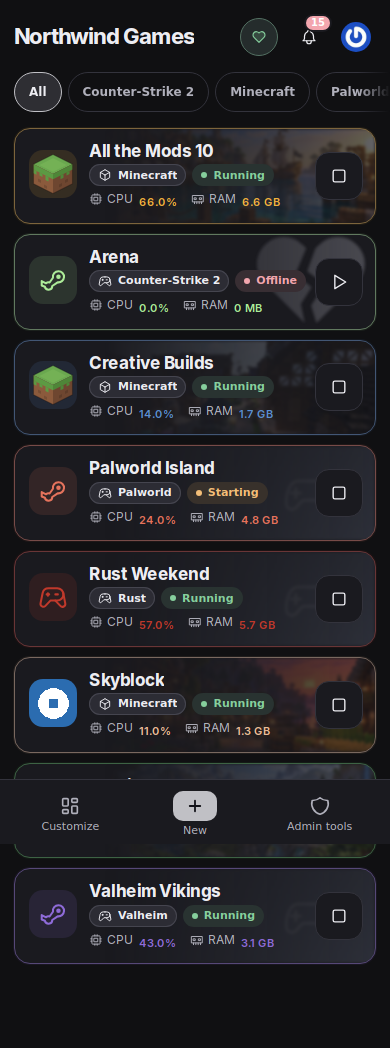 Northwind Games
15
All
Counter-Strike 2
Minecraft
Palworld
All the Mods 10
Minecraft
Running
CPU 66.0% RAM 6.6 GB
Arena
Counter-Strike 2
Offline
CPU 0.0% RAM 0 MB
Creative Builds
Minecraft
Running
CPU 14.0% RAM 1.7 GB
Palworld Island
Palworld
Starting
CPU 24.0% RAM 4.8 GB
Rust Weekend
Rust
Running
CPU 57.0% RAM 5.7 GB
Skyblock
Minecraft
Running
CPU 11.0% RAM 1.3 GB
Customize
New
Admin tools
Valheim Vikings
Valheim
Running
CPU 43.0% RAM 3.1 GB